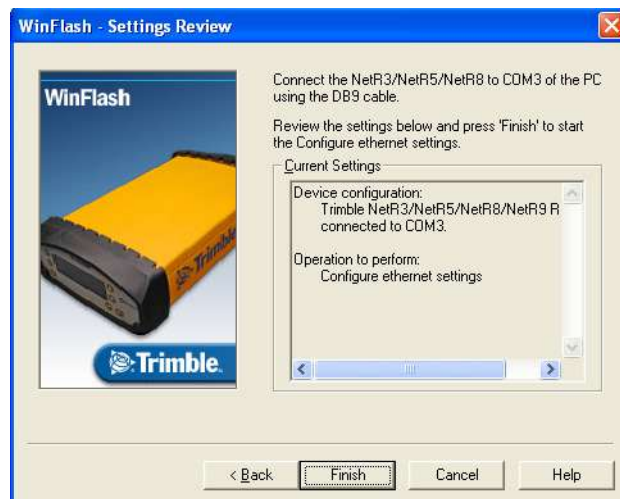 WinFlash - Settings Review
WinFlash
Trimble
Trimble.
Connect the NetR3/NetR5/NetR8 to COM3 of the PC
using the DB9 cable.
Review the settings below and press 'Finish' to start
the Configure ethernet settings.
Current Settings
Device configuration:
Trimble NetR3/NetR5/NetR8/NetR9 R
connected to COM3.
Operation to perform:
Configure ethernet settings
< Back
Finish
Cancel
Help